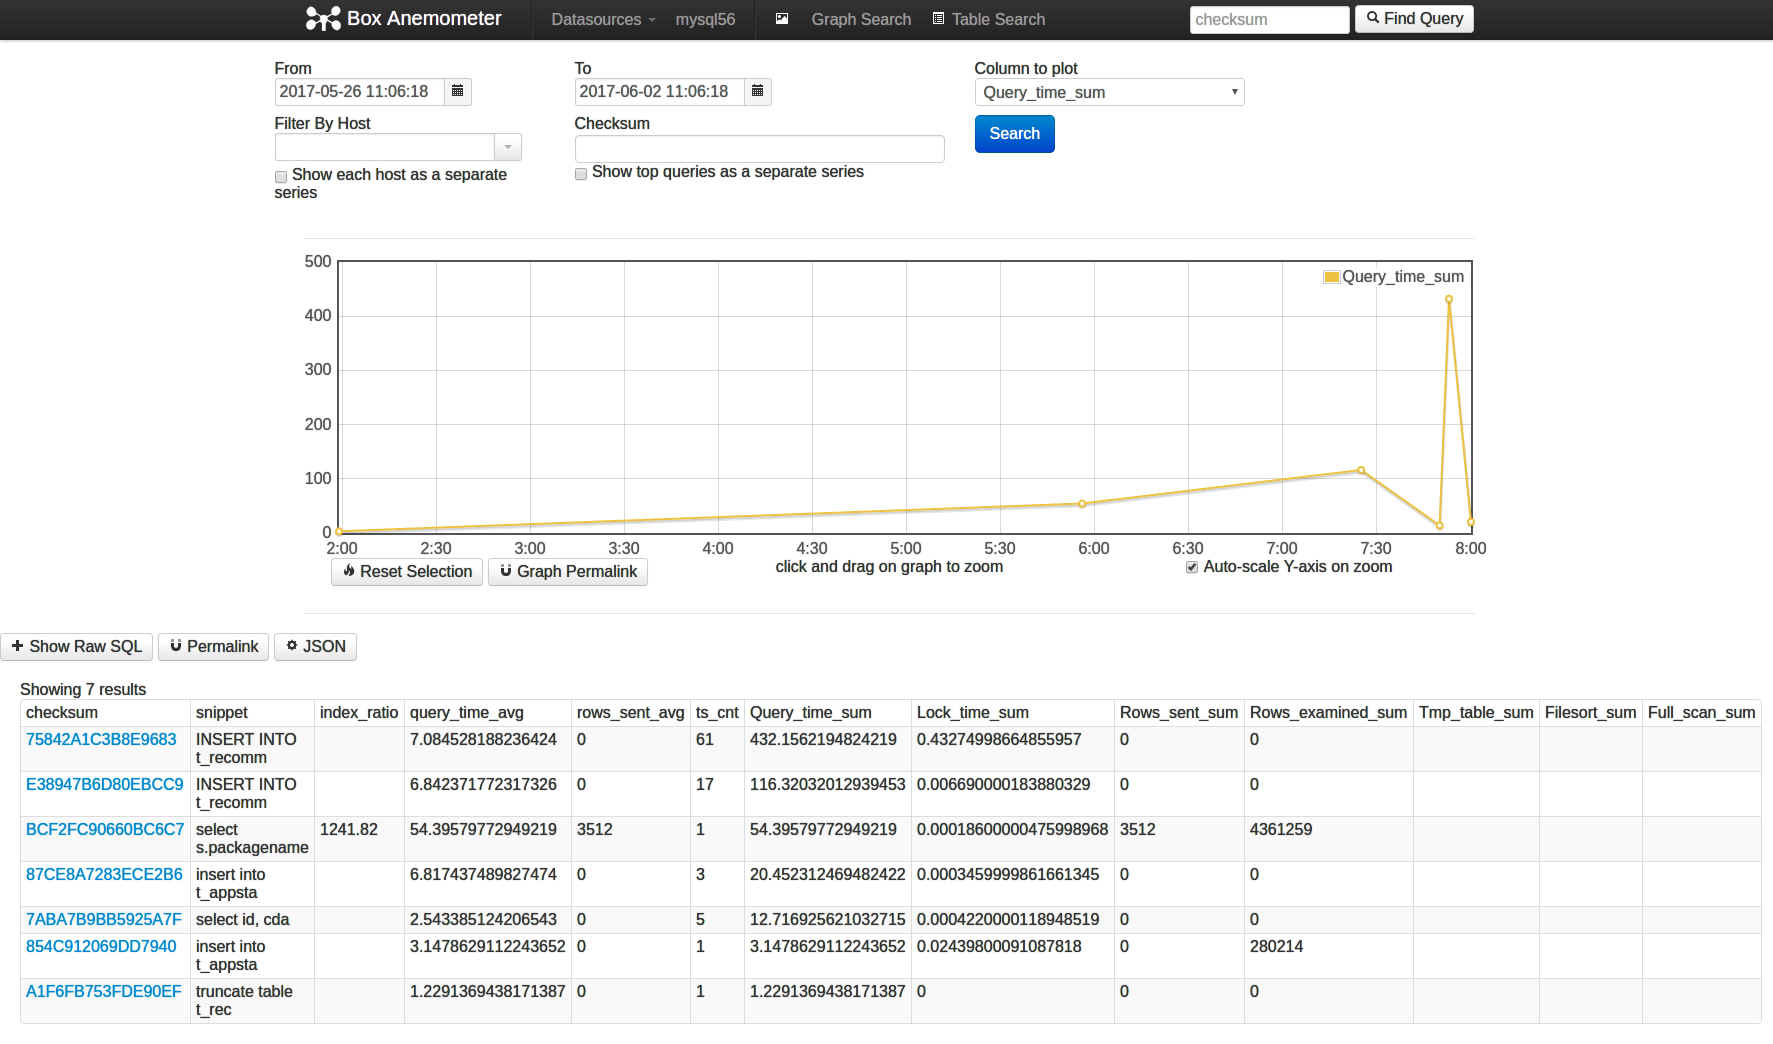 Box Anemometer Datasources mysql56 Graph Search Table Search checksum Find Query
From To Column to plot
2017-05-26 11:06:18 2017-06-02 11:06:18 Query_time_sum
Filter By Host Checksum Search
Show each host as a separate series Show top queries as a separate series
500
400
300
200
100
0
Query_time_sum
2:00 2:30 3:00 3:30 4:00 4:30 5:00 5:30 6:00 6:30 7:00 7:30 8:00
Reset Selection Graph Permalink click and drag on graph to zoom Auto-scale Y-axis on zoom
Show Raw SQL Permalink JSON
Showing 7 results
checksum snippet index_ratio query_time_avg rows_sent_avg ts_cnt Query_time_sum Lock_time_sum Rows_sent_sum Rows_examined_sum Tmp_table_sum Filesort_sum Full_scan_sum
75842A1C3B8E9683 INSERT INTO t_recomm 7.084528188236424 0 61 432.1562194824219 0.43274998664855957 0 0
E38947B6D80EBCC9 INSERT INTO t_recomm 6.842371772317326 0 17 116.32032012939453 0.006690000183880329 0 0
BCF2FC90660BC6C7 select s.packagename 1241.82 54.39579772949219 3512 1 54.39579772949219 0.00018600000475998968 3512 4361259
87CE8A7283ECE2B6 insert into t_appsta 6.817437489827474 0 3 20.452312469482422 0.0003459999861661345 0 0
7ABA7B9BB5925A7F select id, cda 2.543385124206543 0 5 12.716925621032715 0.0004220000118948519 0 0
854C912069DD7940 insert into t_appsta 3.1478629112243652 0 1 3.1478629112243652 0.02439800091087818 0 280214
A1F6FB753FDE90EF truncate table t_rec 1.2291369438171387 0 1 1.2291369438171387 0 0 0